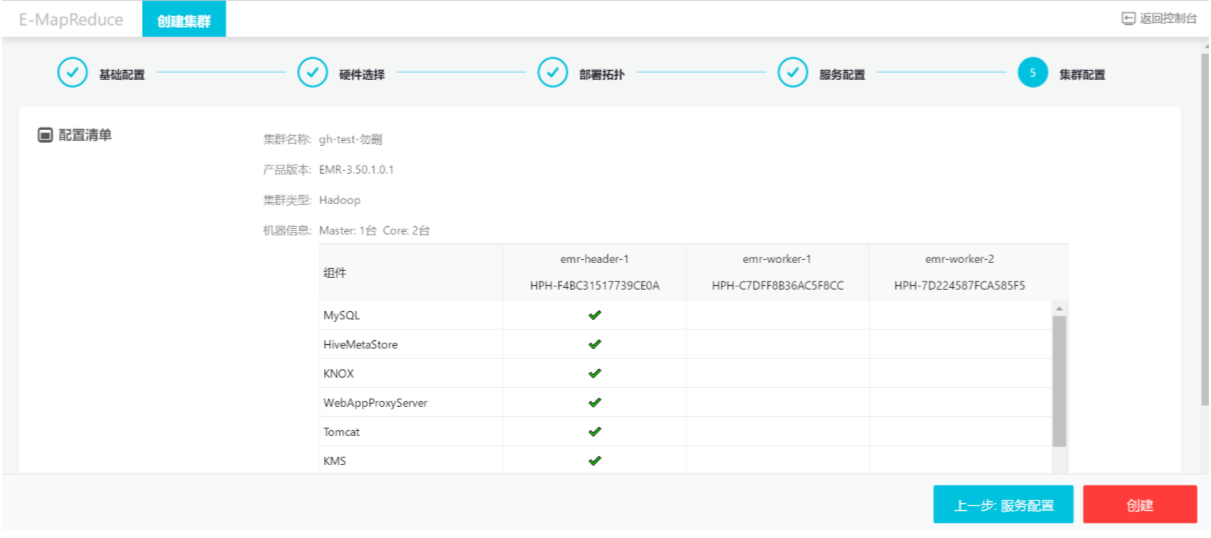 E-MapReduce 创建集群 返回控制台
基础配置 硬件选择 部署拓扑 服务配置 5 集群配置
配置清单
集群名称: gh-test-勿删
产品版本: EMR-3.50.1.0.1
集群类型: Hadoop
机器信息: Master: 1台 Core: 2台
组件 emr-header-1 emr-worker-1 emr-worker-2
HPH-F4BC31517739CE0A HPH-C7DFF8B36AC5F8CC HPH-7D224587FCA585F5
MySQL
HiveMetaStore
KNOX
WebAppProxyServer
Tomcat
KMS
上一步: 服务配置 创建